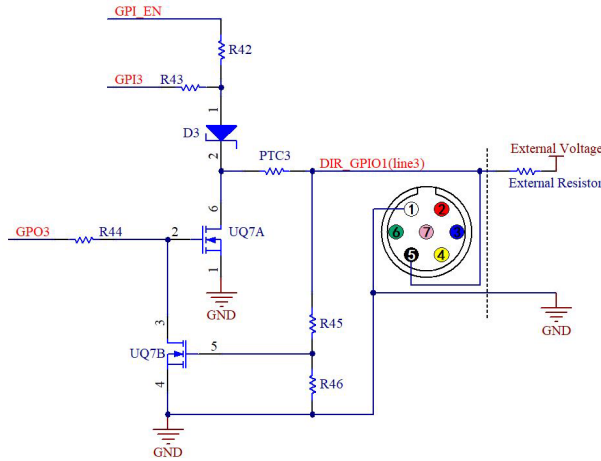 GPI_EN
R42
GPI3
R43
1
D3
2
PTC3
DIR_GPIO1(line3)
External Voltage
External Resistor
1
2
6
7
3
5
4
6
GPO3
R44
2
UQ7A
1
GND
GND
3
R45
UQ7B
5
4
R46
GND